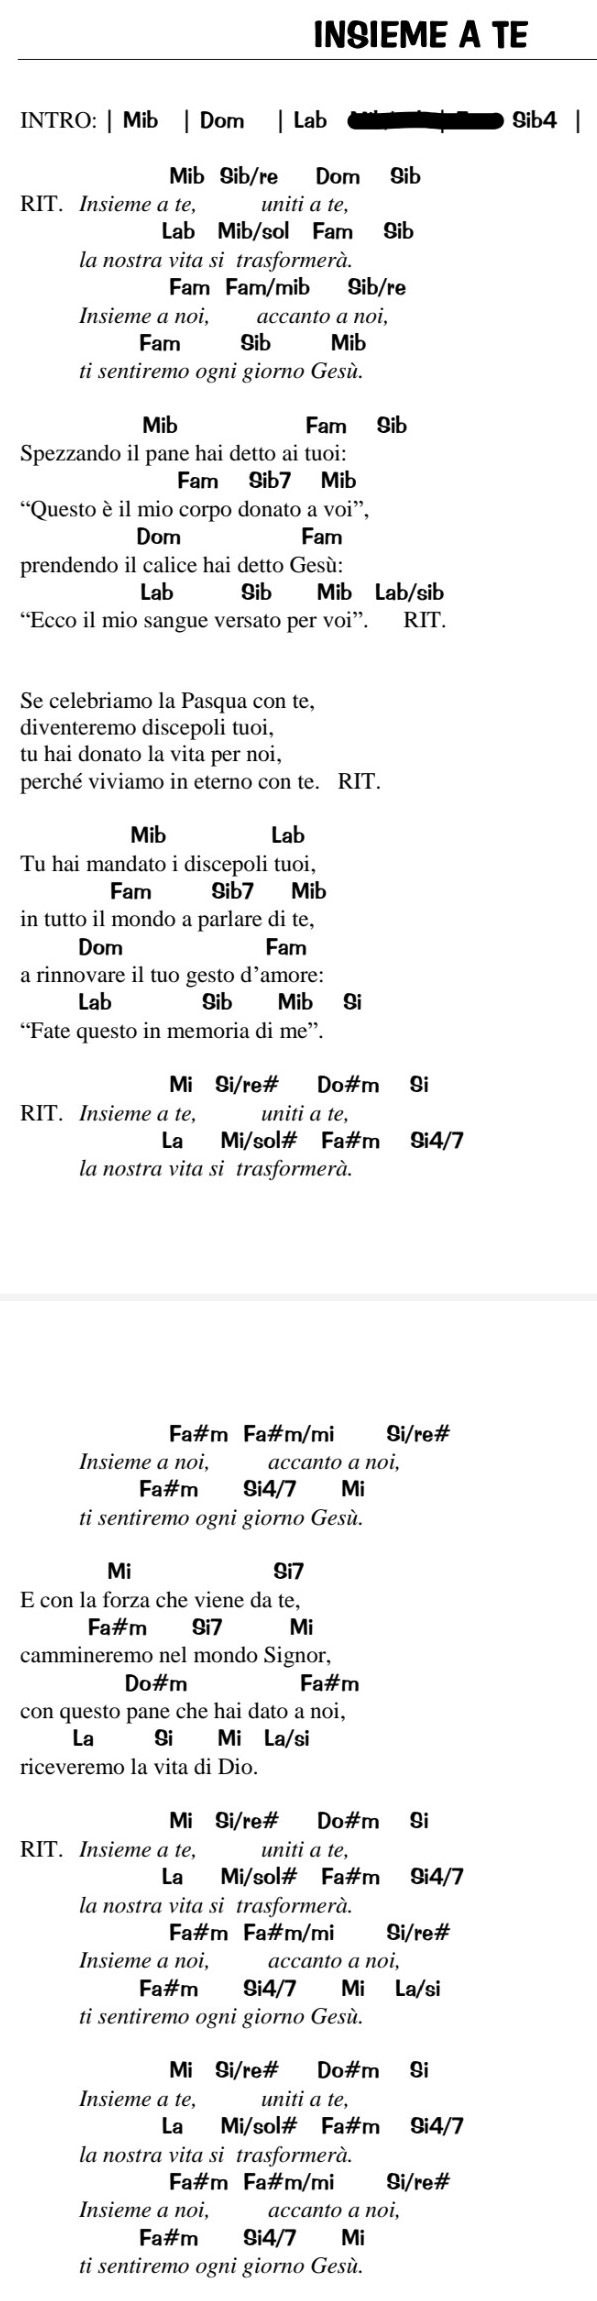 INSIEME A TE
INTRO: | Mib | Dom | Lab Sib4 |
Mib Sib/re Dom Sib
RIT. Insieme a te, uniti a te,
Lab Mib/sol Fam Sib
la nostra vita si trasformerà.
Fam Fam/mib Sib/re
Insieme a noi, accanto a noi,
Fam Sib Mib
ti sentiremo ogni giorno Gesù.
Mib Fam Sib
Spezzando il pane hai detto ai tuoi:
Fam Sib7 Mib
“Questo è il mio corpo donato a voi”,
Dom Fam
prendendo il calice hai detto Gesù:
Lab Sib Mib Lab/sib
“Ecco il mio sangue versato per voi”. RIT.
Se celebriamo la Pasqua con te,
diventeremo discepoli tuoi,
tu hai donato la vita per noi,
perché viviamo in eterno con te. RIT.
Mib Lab
Tu hai mandato i discepoli tuoi,
Fam Sib7 Mib
in tutto il mondo a parlare di te,
Dom Fam
a rinnovare il tuo gesto d’amore:
Lab Sib Mib Si
“Fate questo in memoria di me”.
Mi Si/re# Do#m Si
RIT. Insieme a te, uniti a te,
La Mi/sol# Fa#m Si4/7
la nostra vita si trasformerà.
Fa#m Fa#m/mi Si/re#
Insieme a noi, accanto a noi,
Fa#m Si4/7 Mi
ti sentiremo ogni giorno Gesù.
Mi Si7
E con la forza che viene da te,
Fa#m Si7 Mi
cammineremo nel mondo Signor,
Do#m Fa#m
con questo pane che hai dato a noi,
La Si Mi La/si
riceveremo la vita di Dio.
Mi Si/re# Do#m Si
RIT. Insieme a te, uniti a te,
La Mi/sol# Fa#m Si4/7
la nostra vita si trasformerà.
Fa#m Fa#m/mi Si/re#
Insieme a noi, accanto a noi,
Fa#m Si4/7 Mi La/si
ti sentiremo ogni giorno Gesù.
Mi Si/re# Do#m Si
Insieme a te, uniti a te,
La Mi/sol# Fa#m Si4/7
la nostra vita si trasformerà.
Fa#m Fa#m/mi Si/re#
Insieme a noi, accanto a noi,
Fa#m Si4/7 Mi
ti sentiremo ogni giorno Gesù.